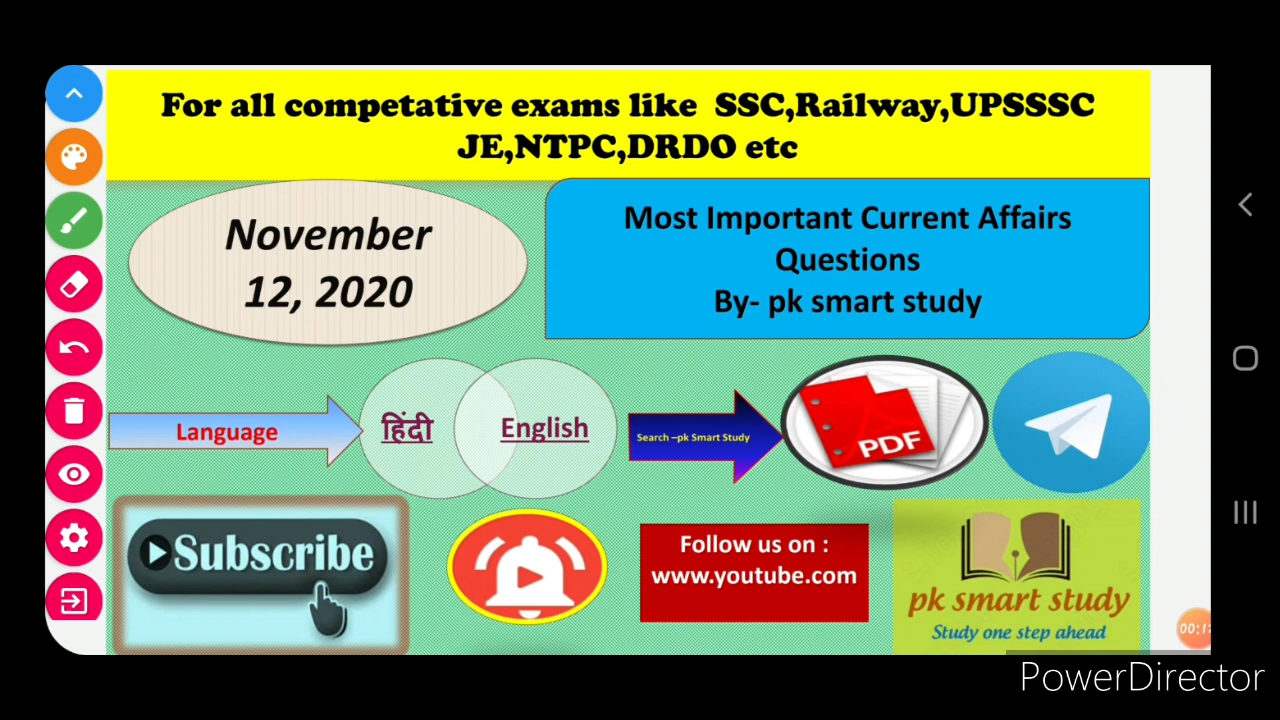 For all competative exams like SSC,Railway,UPSSSC
JE,NTPC,DRDO etc
November
12, 2020
Most Important Current Affairs
Questions
By- pk smart study
Language
हिंदी
English
Search –pk Smart Study
PDF
Subscribe
Follow us on :
www.youtube.com
pk smart study
Study one step ahead
PowerDirector